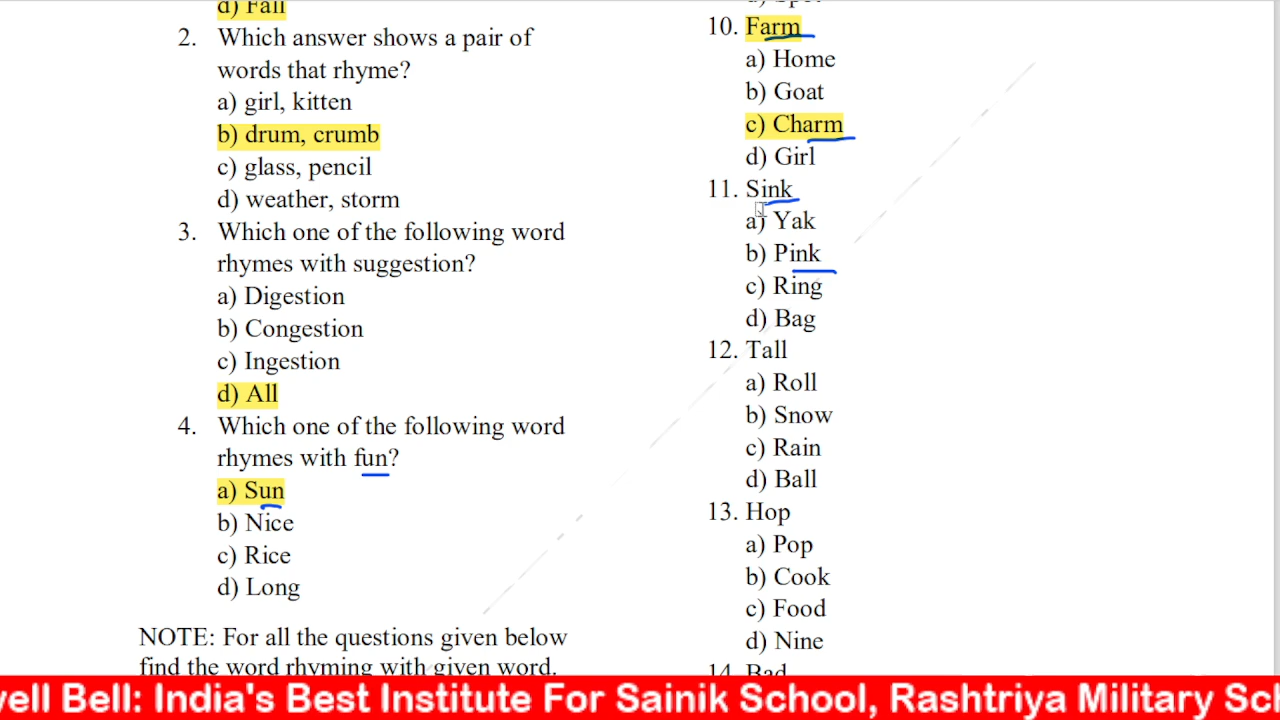 d) Fall
2. Which answer shows a pair of
words that rhyme?
a) girl, kitten
b) drum, crumb
c) glass, pencil
d) weather, storm
3. Which one of the following word
rhymes with suggestion?
a) Digestion
b) Congestion
c) Ingestion
d) All
4. Which one of the following word
rhymes with fun?
a) Sun
b) Nice
c) Rice
d) Long
NOTE: For all the questions given below
find the word rhyming with given word.
10. Farm
a) Home
b) Goat
c) Charm
d) Girl
11. Sink
a) Yak
b) Pink
c) Ring
d) Bag
12. Tall
a) Roll
b) Snow
c) Rain
d) Ball
13. Hop
a) Pop
b) Cook
c) Food
d) Nine
14. Bad
Bell: India's Best Institute For Sainik School, Rashtriya Military